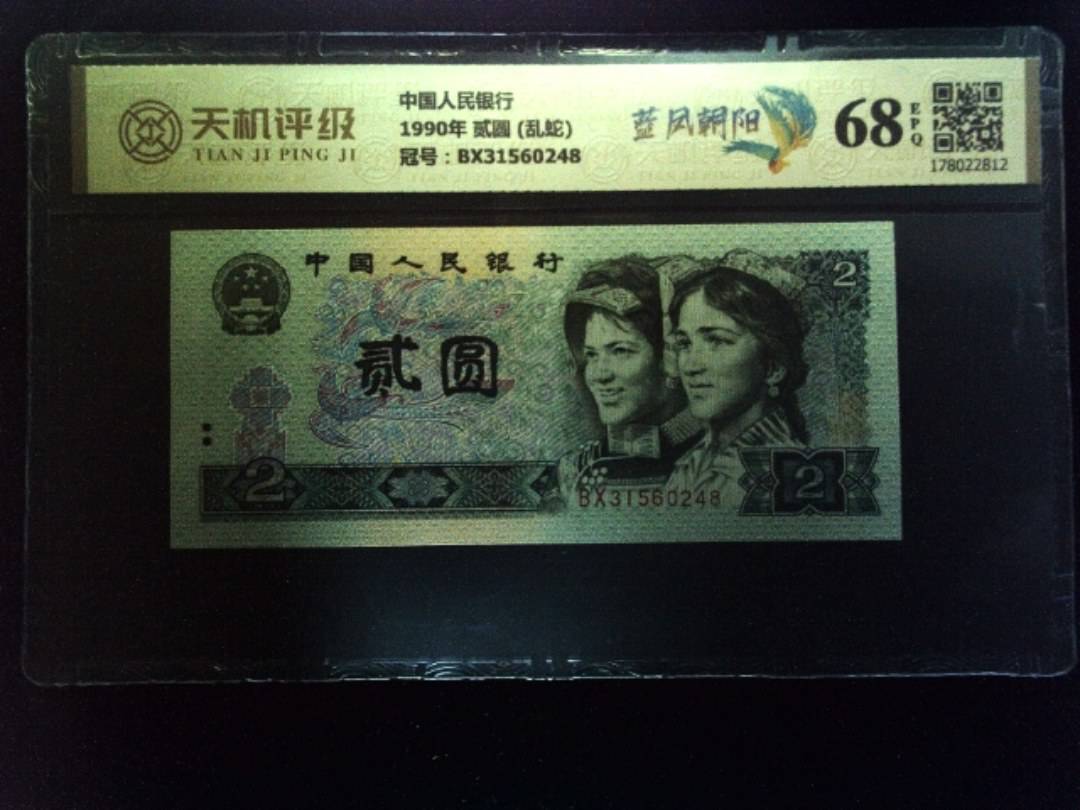 天机评级
TIAN JI PING JI
中国人民银行
1990年 贰圆 (乱蛇)
冠号：BX31560248
蓝凤朝阳
68
EPQ
178022812
中国人民银行
2
贰圆
2
BX31560248
2